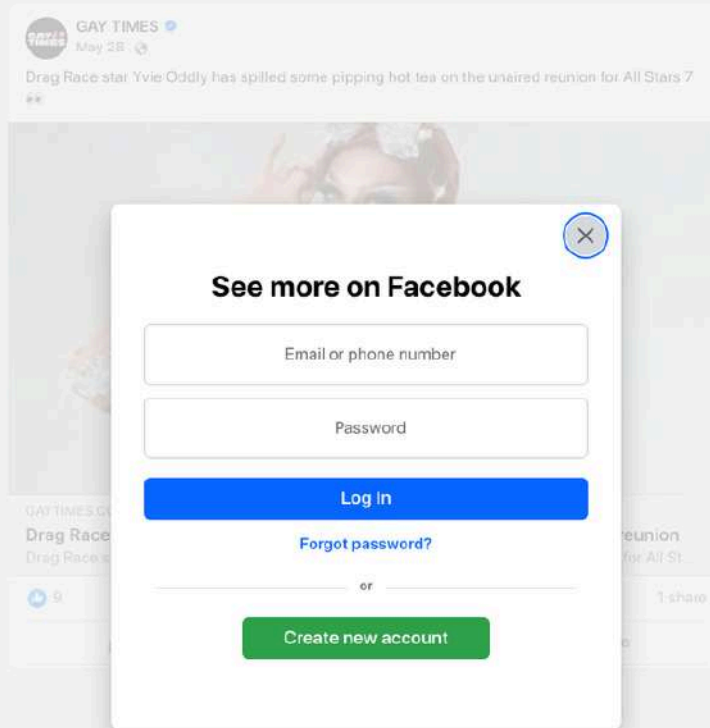 GAY TIMES
May 28
Drag Race star Yvie Oddly has spilled some pipping hot tea on the unaired reunion for All Stars 7
👀
See more on Facebook
Email or phone number
Password
Log In
GAYTIMES.
Drag Race
reunion
Forgot password?
Drag Race
for All St...
or
9
1 share
Create new account